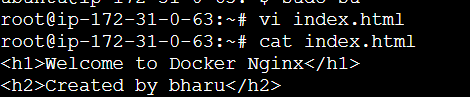 root@ip-172-31-0-63:~# vi index.html
root@ip-172-31-0-63:~# cat index.html
<h1>Welcome to Docker Nginx</h1>
<h2>Created by bharu</h2>